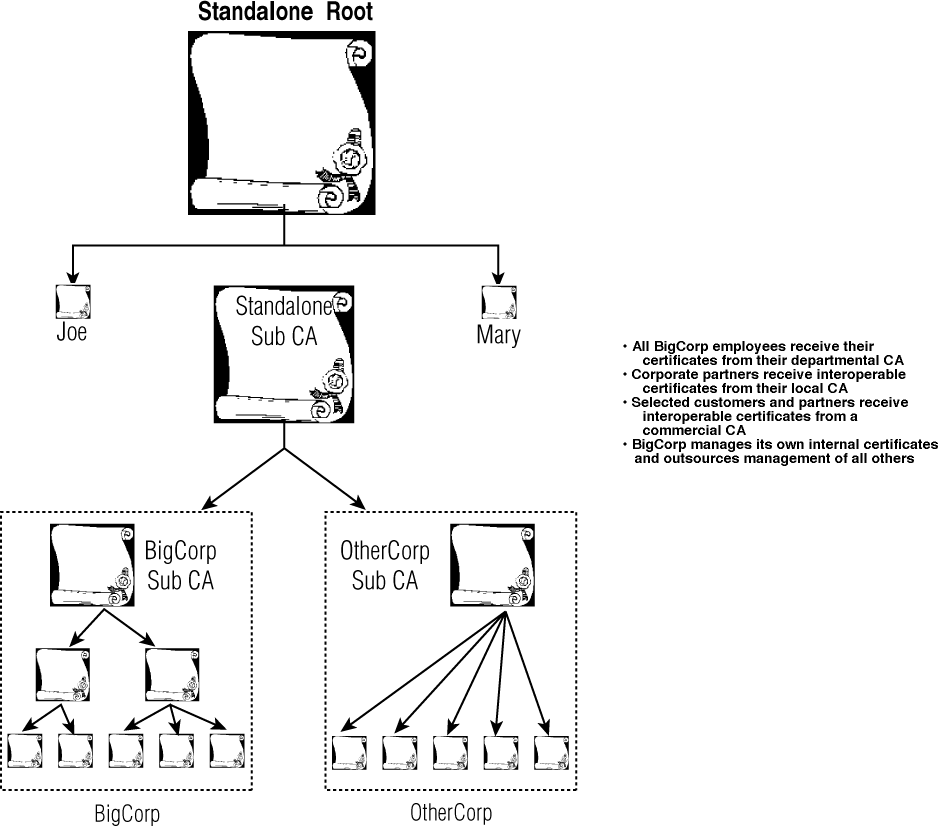 Standalone Root
Joe
Standalone
Sub CA
Mary
• All BigCorp employees receive their
certificates from their departmental CA
• Corporate partners receive interoperable
certificates from their local CA
• Selected customers and partners receive
interoperable certificates from a
commercial CA
• BigCorp manages its own internal certificates
and outsources management of all others
BigCorp
Sub CA
OtherCorp
Sub CA
BigCorp
OtherCorp